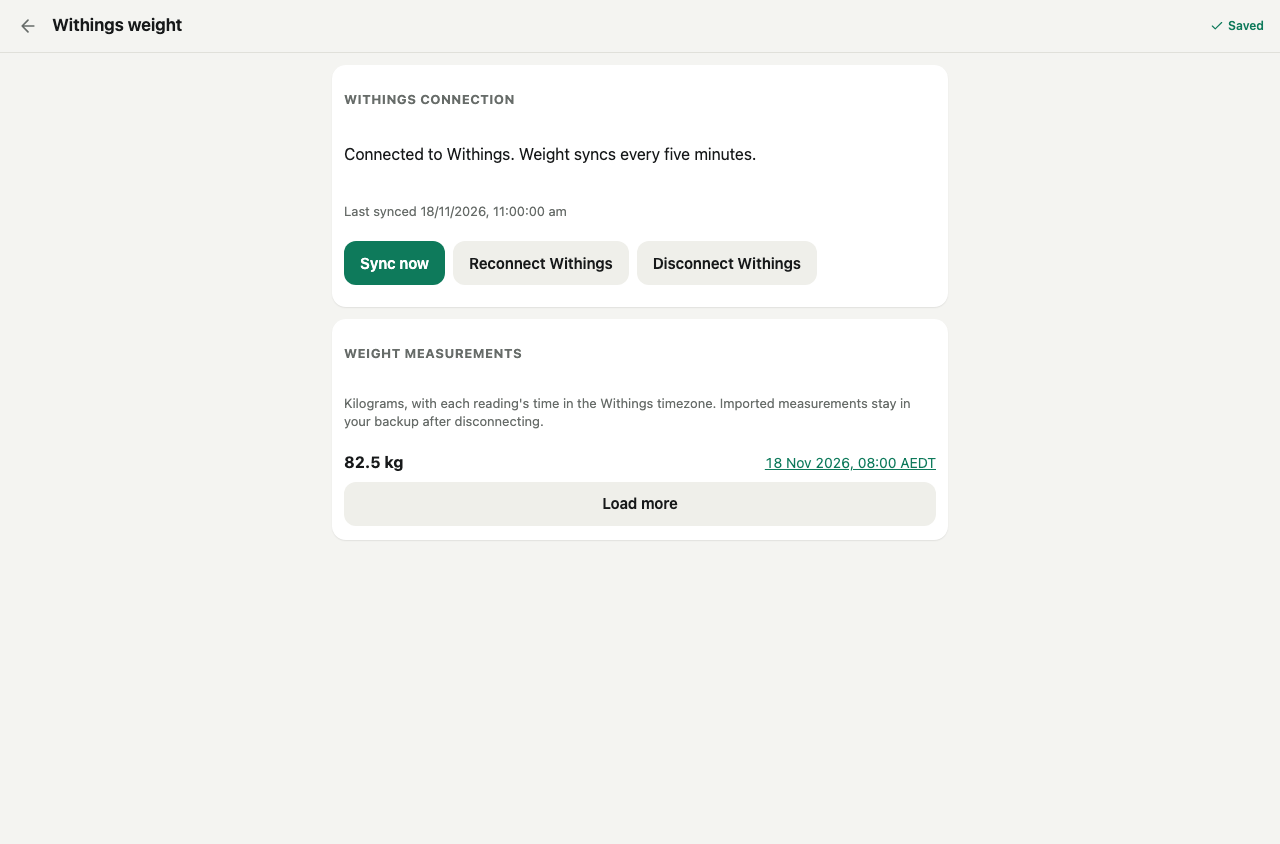 Withings weight
Saved
WITHINGS CONNECTION
Connected to Withings. Weight syncs every five minutes.
Last synced 18/11/2026, 11:00:00 am
Sync now
Reconnect Withings
Disconnect Withings
WEIGHT MEASUREMENTS
Kilograms, with each reading's time in the Withings timezone. Imported measurements stay in
your backup after disconnecting.
82.5 kg
18 Nov 2026, 08:00 AEDT
Load more